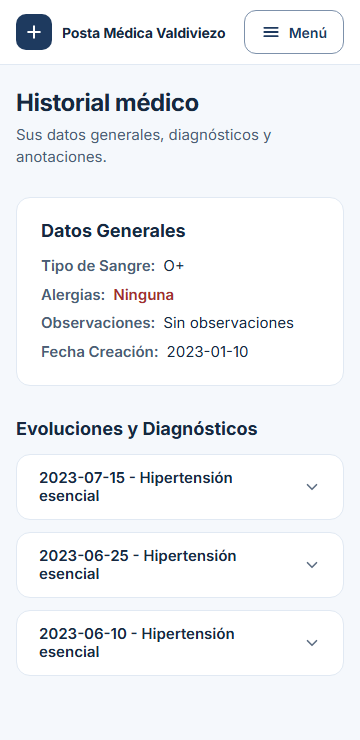 Posta Médica Valdiviezo
Menú
Historial médico
Sus datos generales, diagnósticos y
anotaciones.
Datos Generales
Tipo de Sangre: O+
Alergias: Ninguna
Observaciones: Sin observaciones
Fecha Creación: 2023-01-10
Evoluciones y Diagnósticos
2023-07-15 - Hipertensión
esencial
2023-06-25 - Hipertensión
esencial
2023-06-10 - Hipertensión
esencial